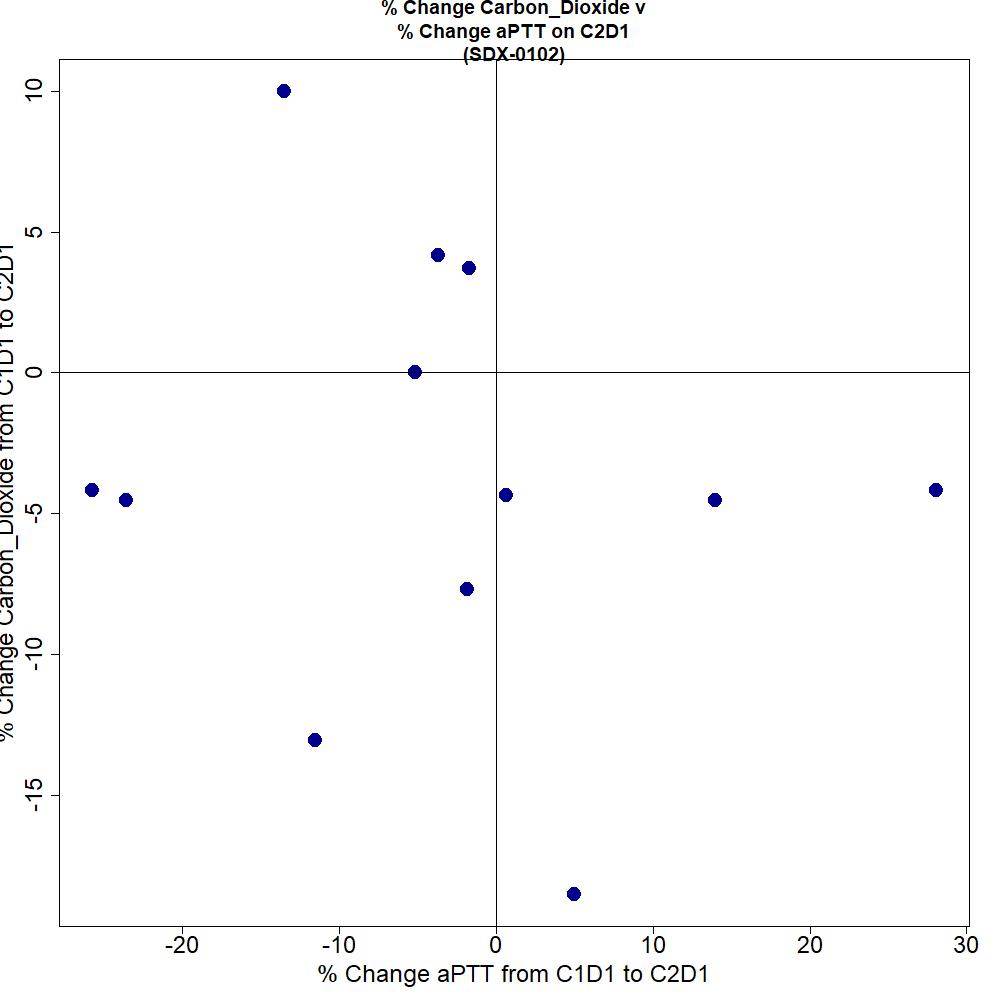 % Change Carbon_Dioxide v
% Change aPTT on C2D1
(SDX-0102)
% Change Carbon_Dioxide from C1D1 to C2D1
10
5
0
-5
-10
-15
-20
-10
0
10
20
30
% Change aPTT from C1D1 to C2D1